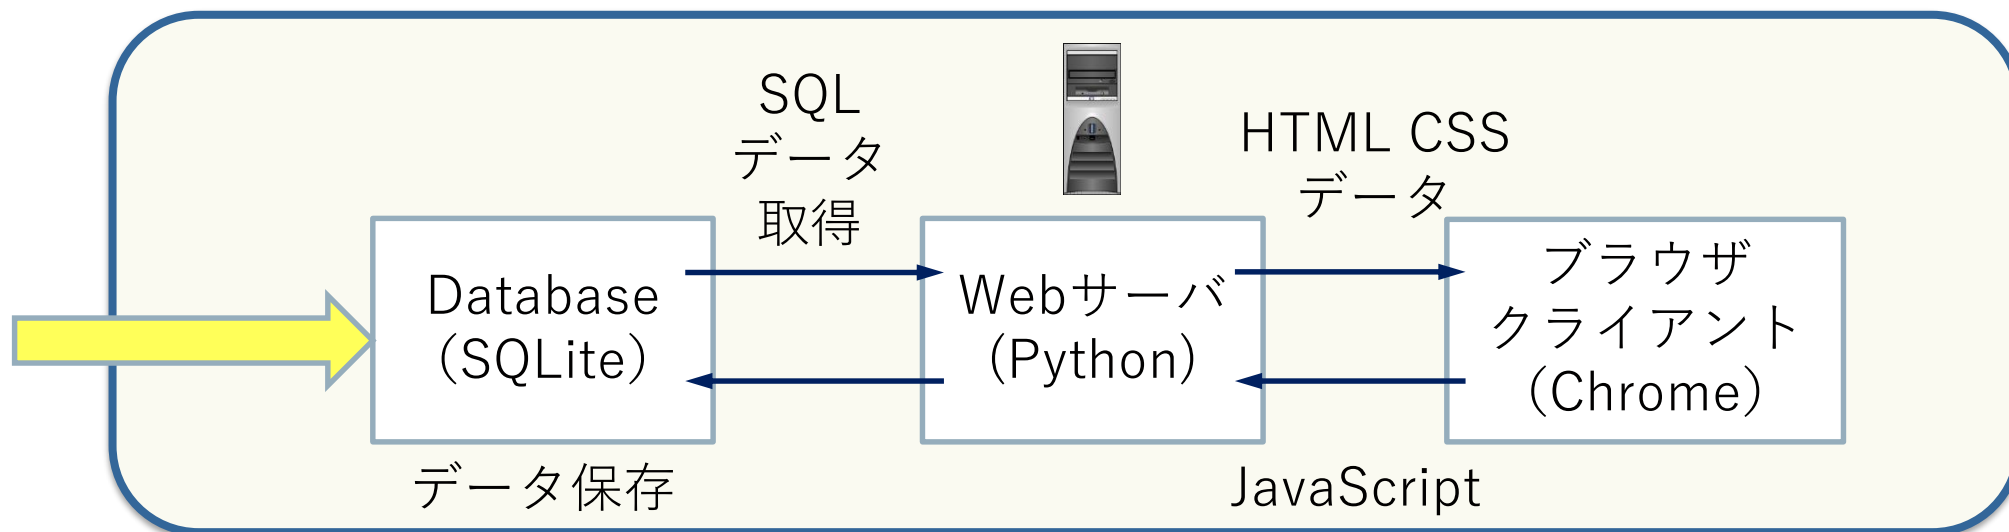 SQL
データ
取得
HTML CSS
データ
Database
（SQLite）
Webサーバ
（Python）
ブラウザ
クライアント
（Chrome）
データ保存
JavaScript